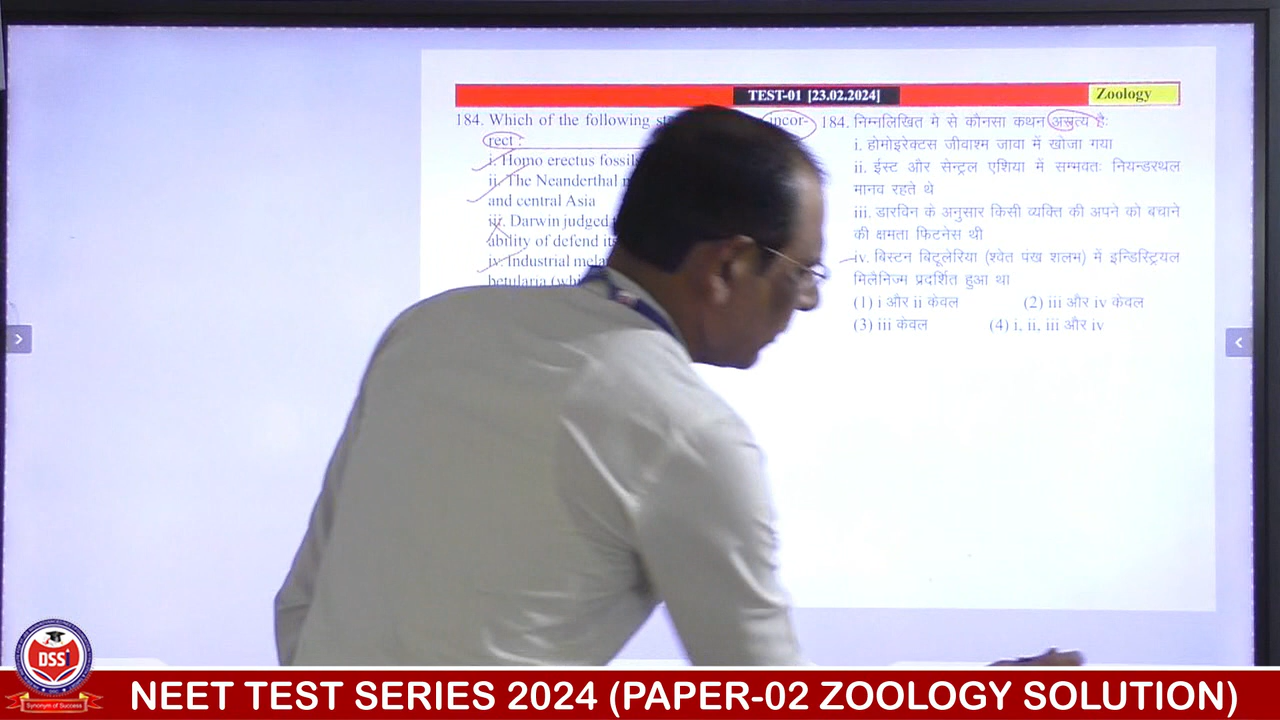 TEST-01 [23.02.2024]
Zoology
184. Which of the following incor-
rect :
i. Homo erectus fossils
ii. The Neanderthal
and central Asia
iii. Darwin judged
ability of defend its
iv. Industrial mela
betularia
184. निम्नलिखित मे से कौनसा कथन असत्य हैः
i. होमोइरेक्टस जीवाश्म जावा में खोजा गया
ii. ईस्ट और सेन्ट्रल एशिया में सम्भवतः नियन्डरथल
मानव रहते थे
iii. डारविन के अनुसार किसी व्यक्ति की अपने को बचाने
की क्षमता फिटनेस थी
iv. बिस्टन बिटूलेरिया (श्वेत पंख शलभ) में इन्डिस्ट्रियल
मिलैनिज्म प्रदर्शित हुआ था
(1) i और ii केवल (2) iii और iv केवल
(3) iii केवल (4) i, ii, iii और iv
DSSi
Synonym of Success
NEET TEST SERIES 2024 (PAPER-02 ZOOLOGY SOLUTION)